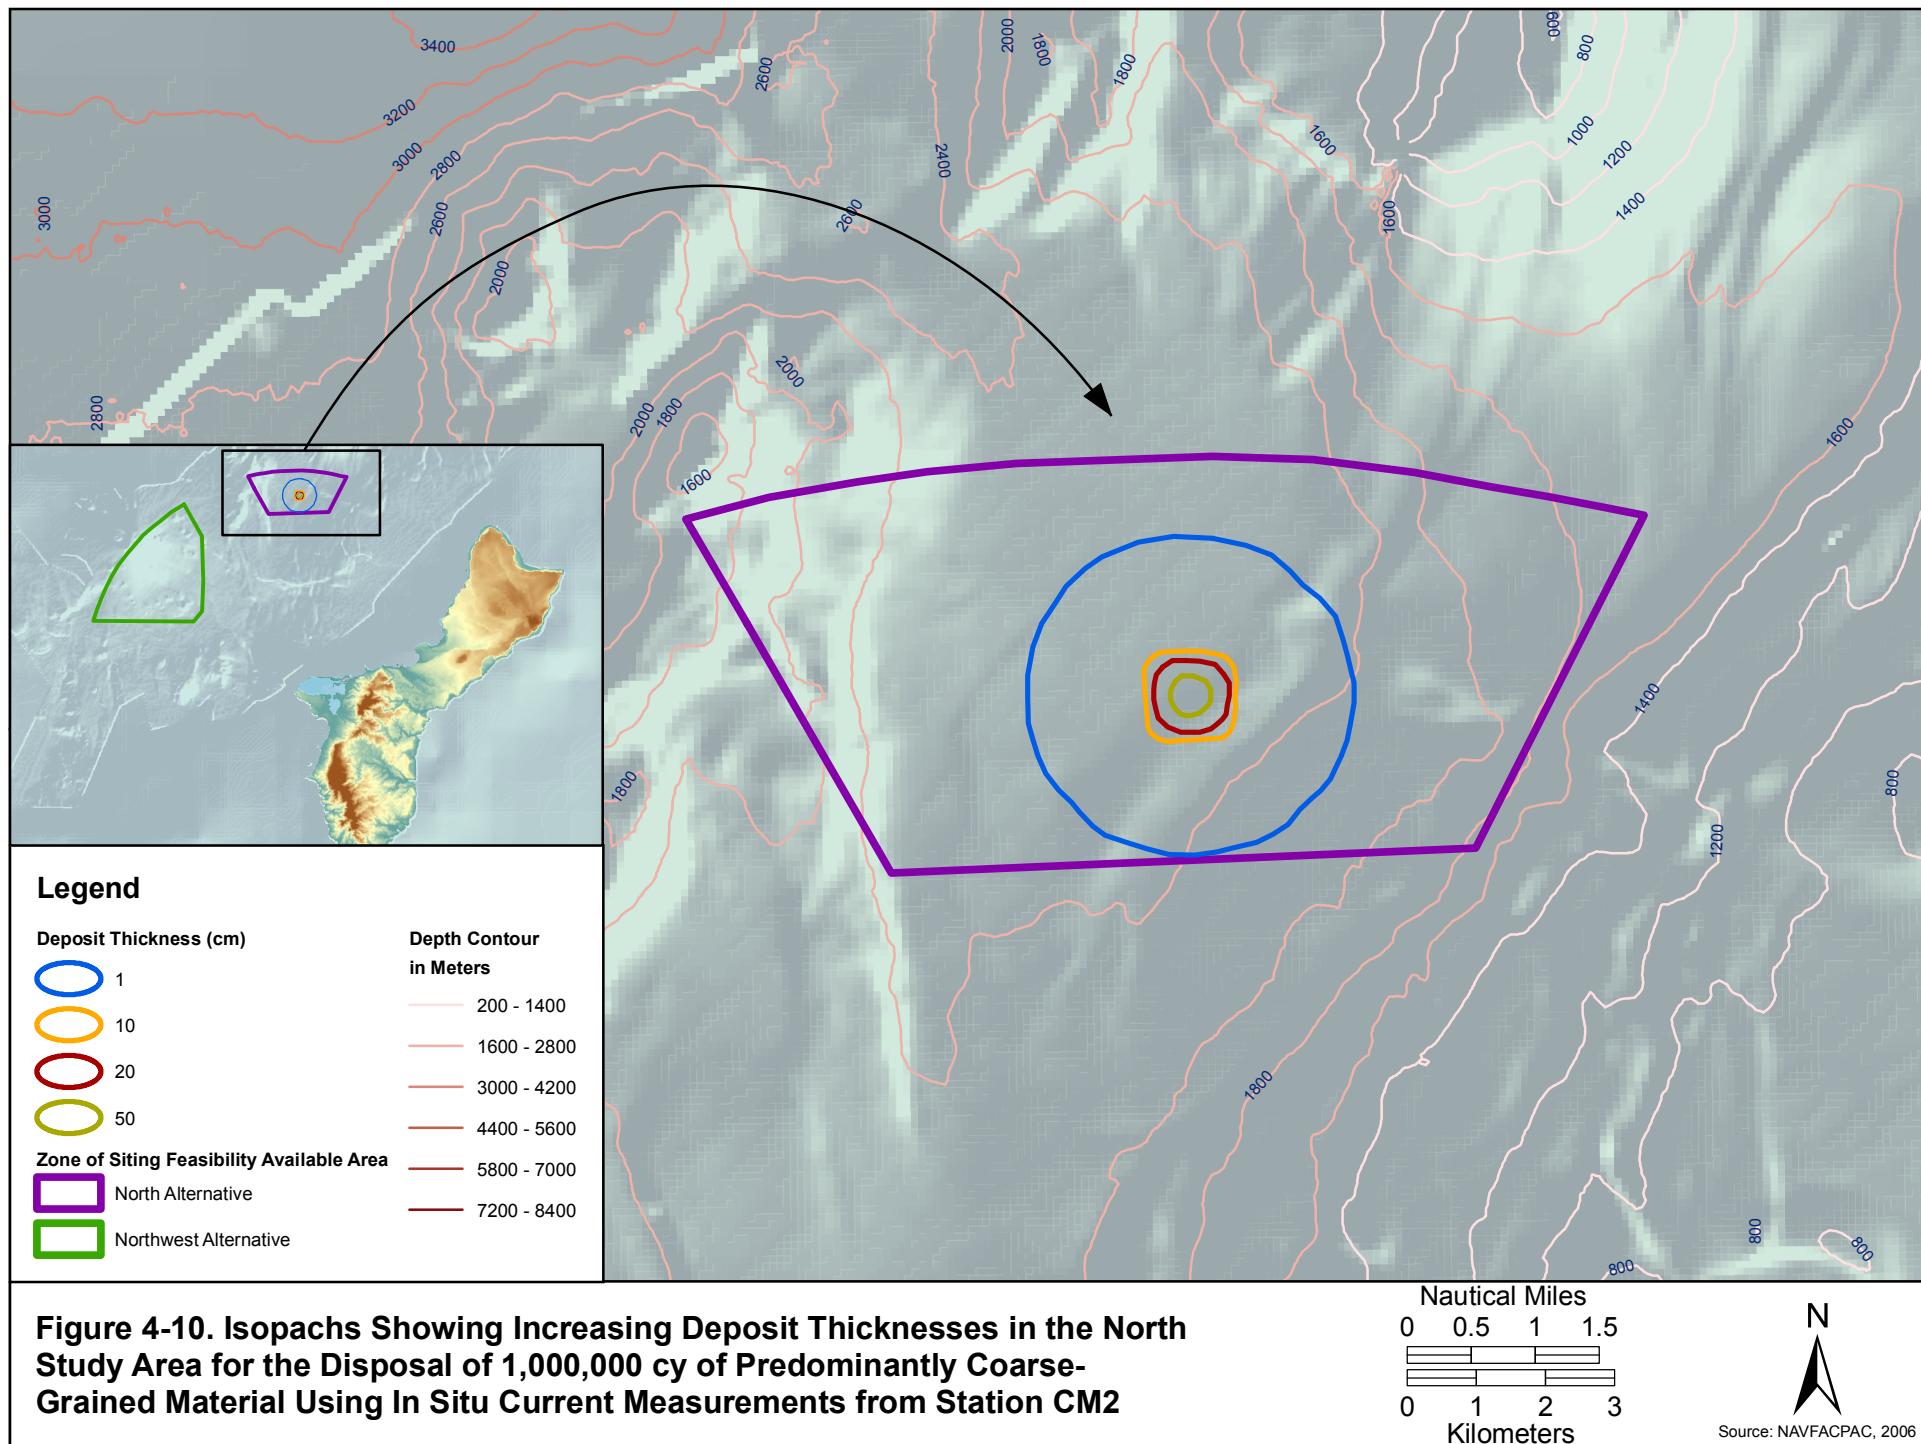 3400
3200
3000
2800
2600
2600
2000
1800
1800
2400
600
800
1000
1200
1400
1600
1600
3000
2600
2600
2000
2800
2000
2000
1800
1600
1600
1400
1800
1200
800
1800
800
800
800
Legend
Deposit Thickness (cm)
1
10
20
50
Zone of Siting Feasibility Available Area
North Alternative
Northwest Alternative
Depth Contour
in Meters
200 - 1400
1600 - 2800
3000 - 4200
4400 - 5600
5800 - 7000
7200 - 8400
Figure 4-10. Isopachs Showing Increasing Deposit Thicknesses in the North
Study Area for the Disposal of 1,000,000 cy of Predominantly Coarse-
Grained Material Using In Situ Current Measurements from Station CM2
Nautical Miles
0 0.5 1 1.5
0 1 2 3
Kilometers
N
Source: NAVFACPAC, 2006